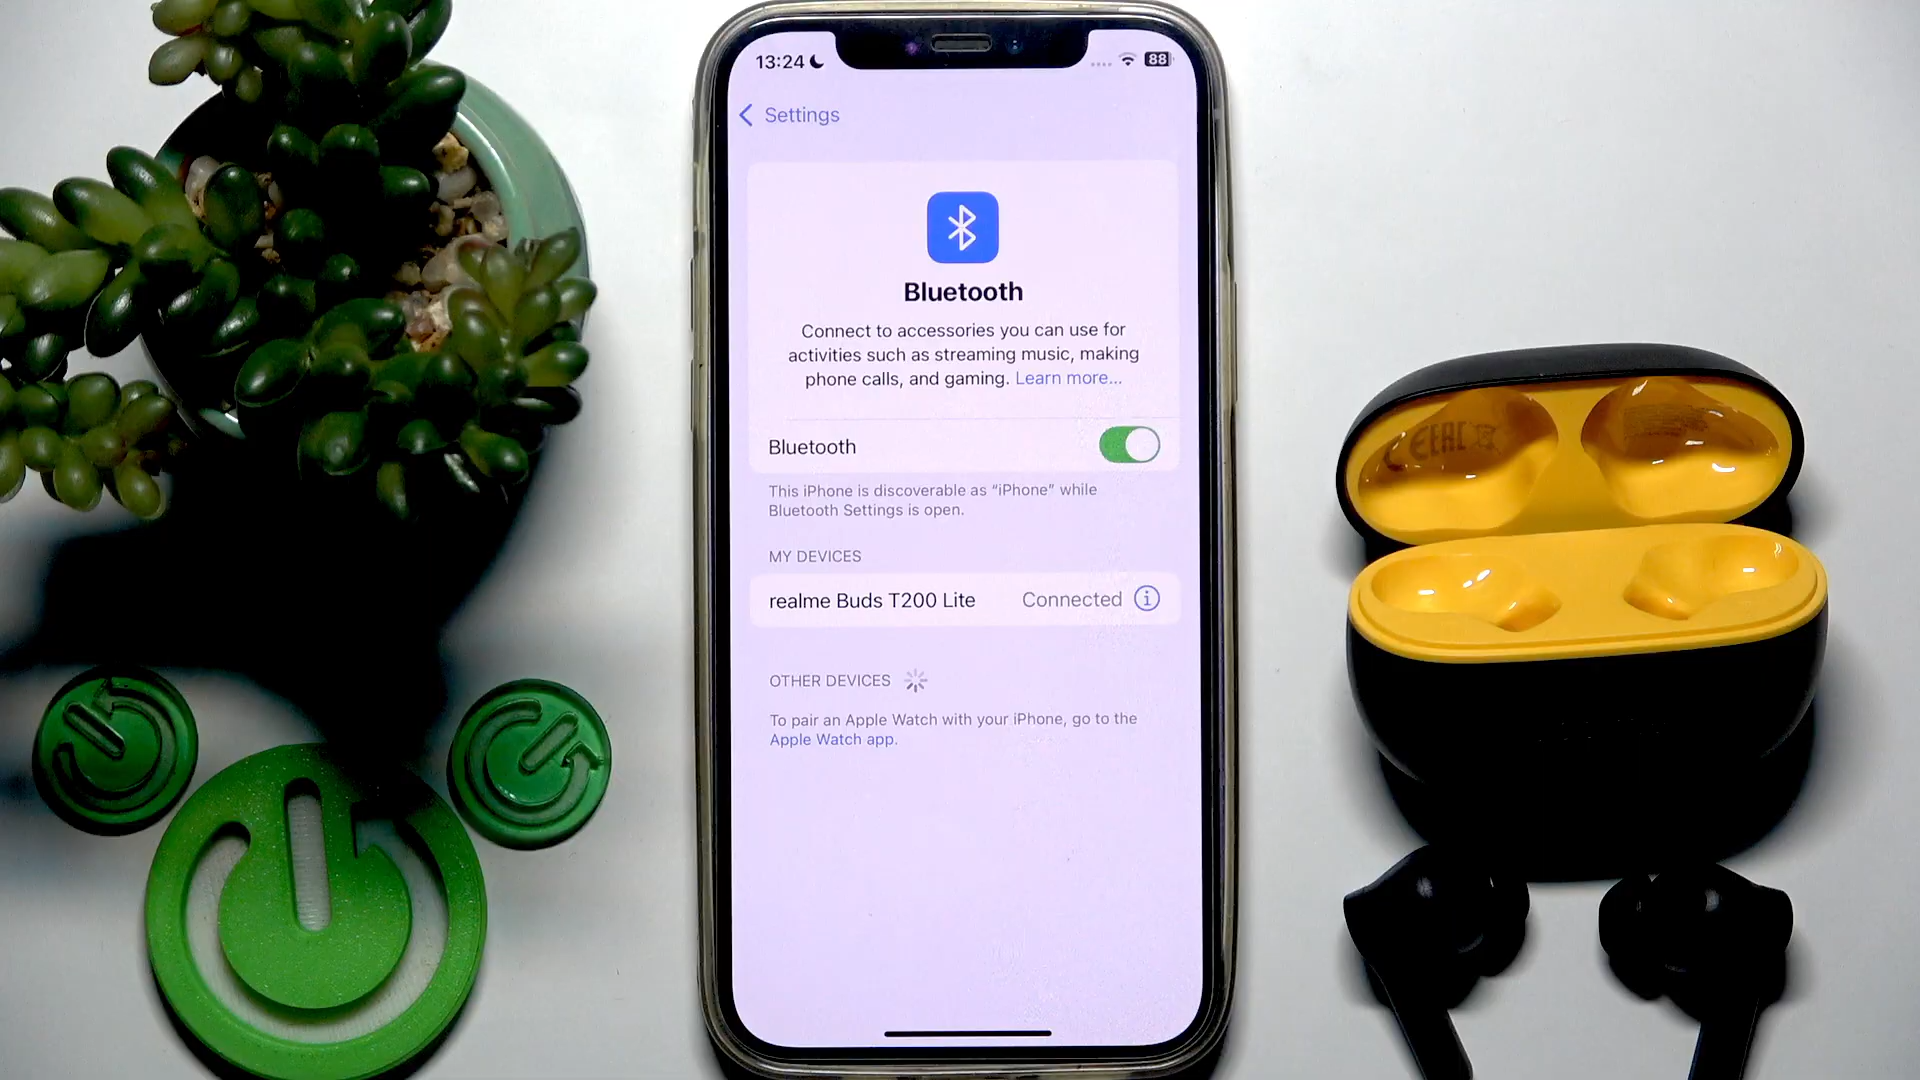 13:24
88
Settings
Bluetooth
Connect to accessories you can use for
activities such as streaming music, making
phone calls, and gaming. Learn more...
Bluetooth
This iPhone is discoverable as “iPhone” while
Bluetooth Settings is open.
MY DEVICES
realme Buds T200 Lite Connected
OTHER DEVICES
To pair an Apple Watch with your iPhone, go to the
Apple Watch app.
CE EAC